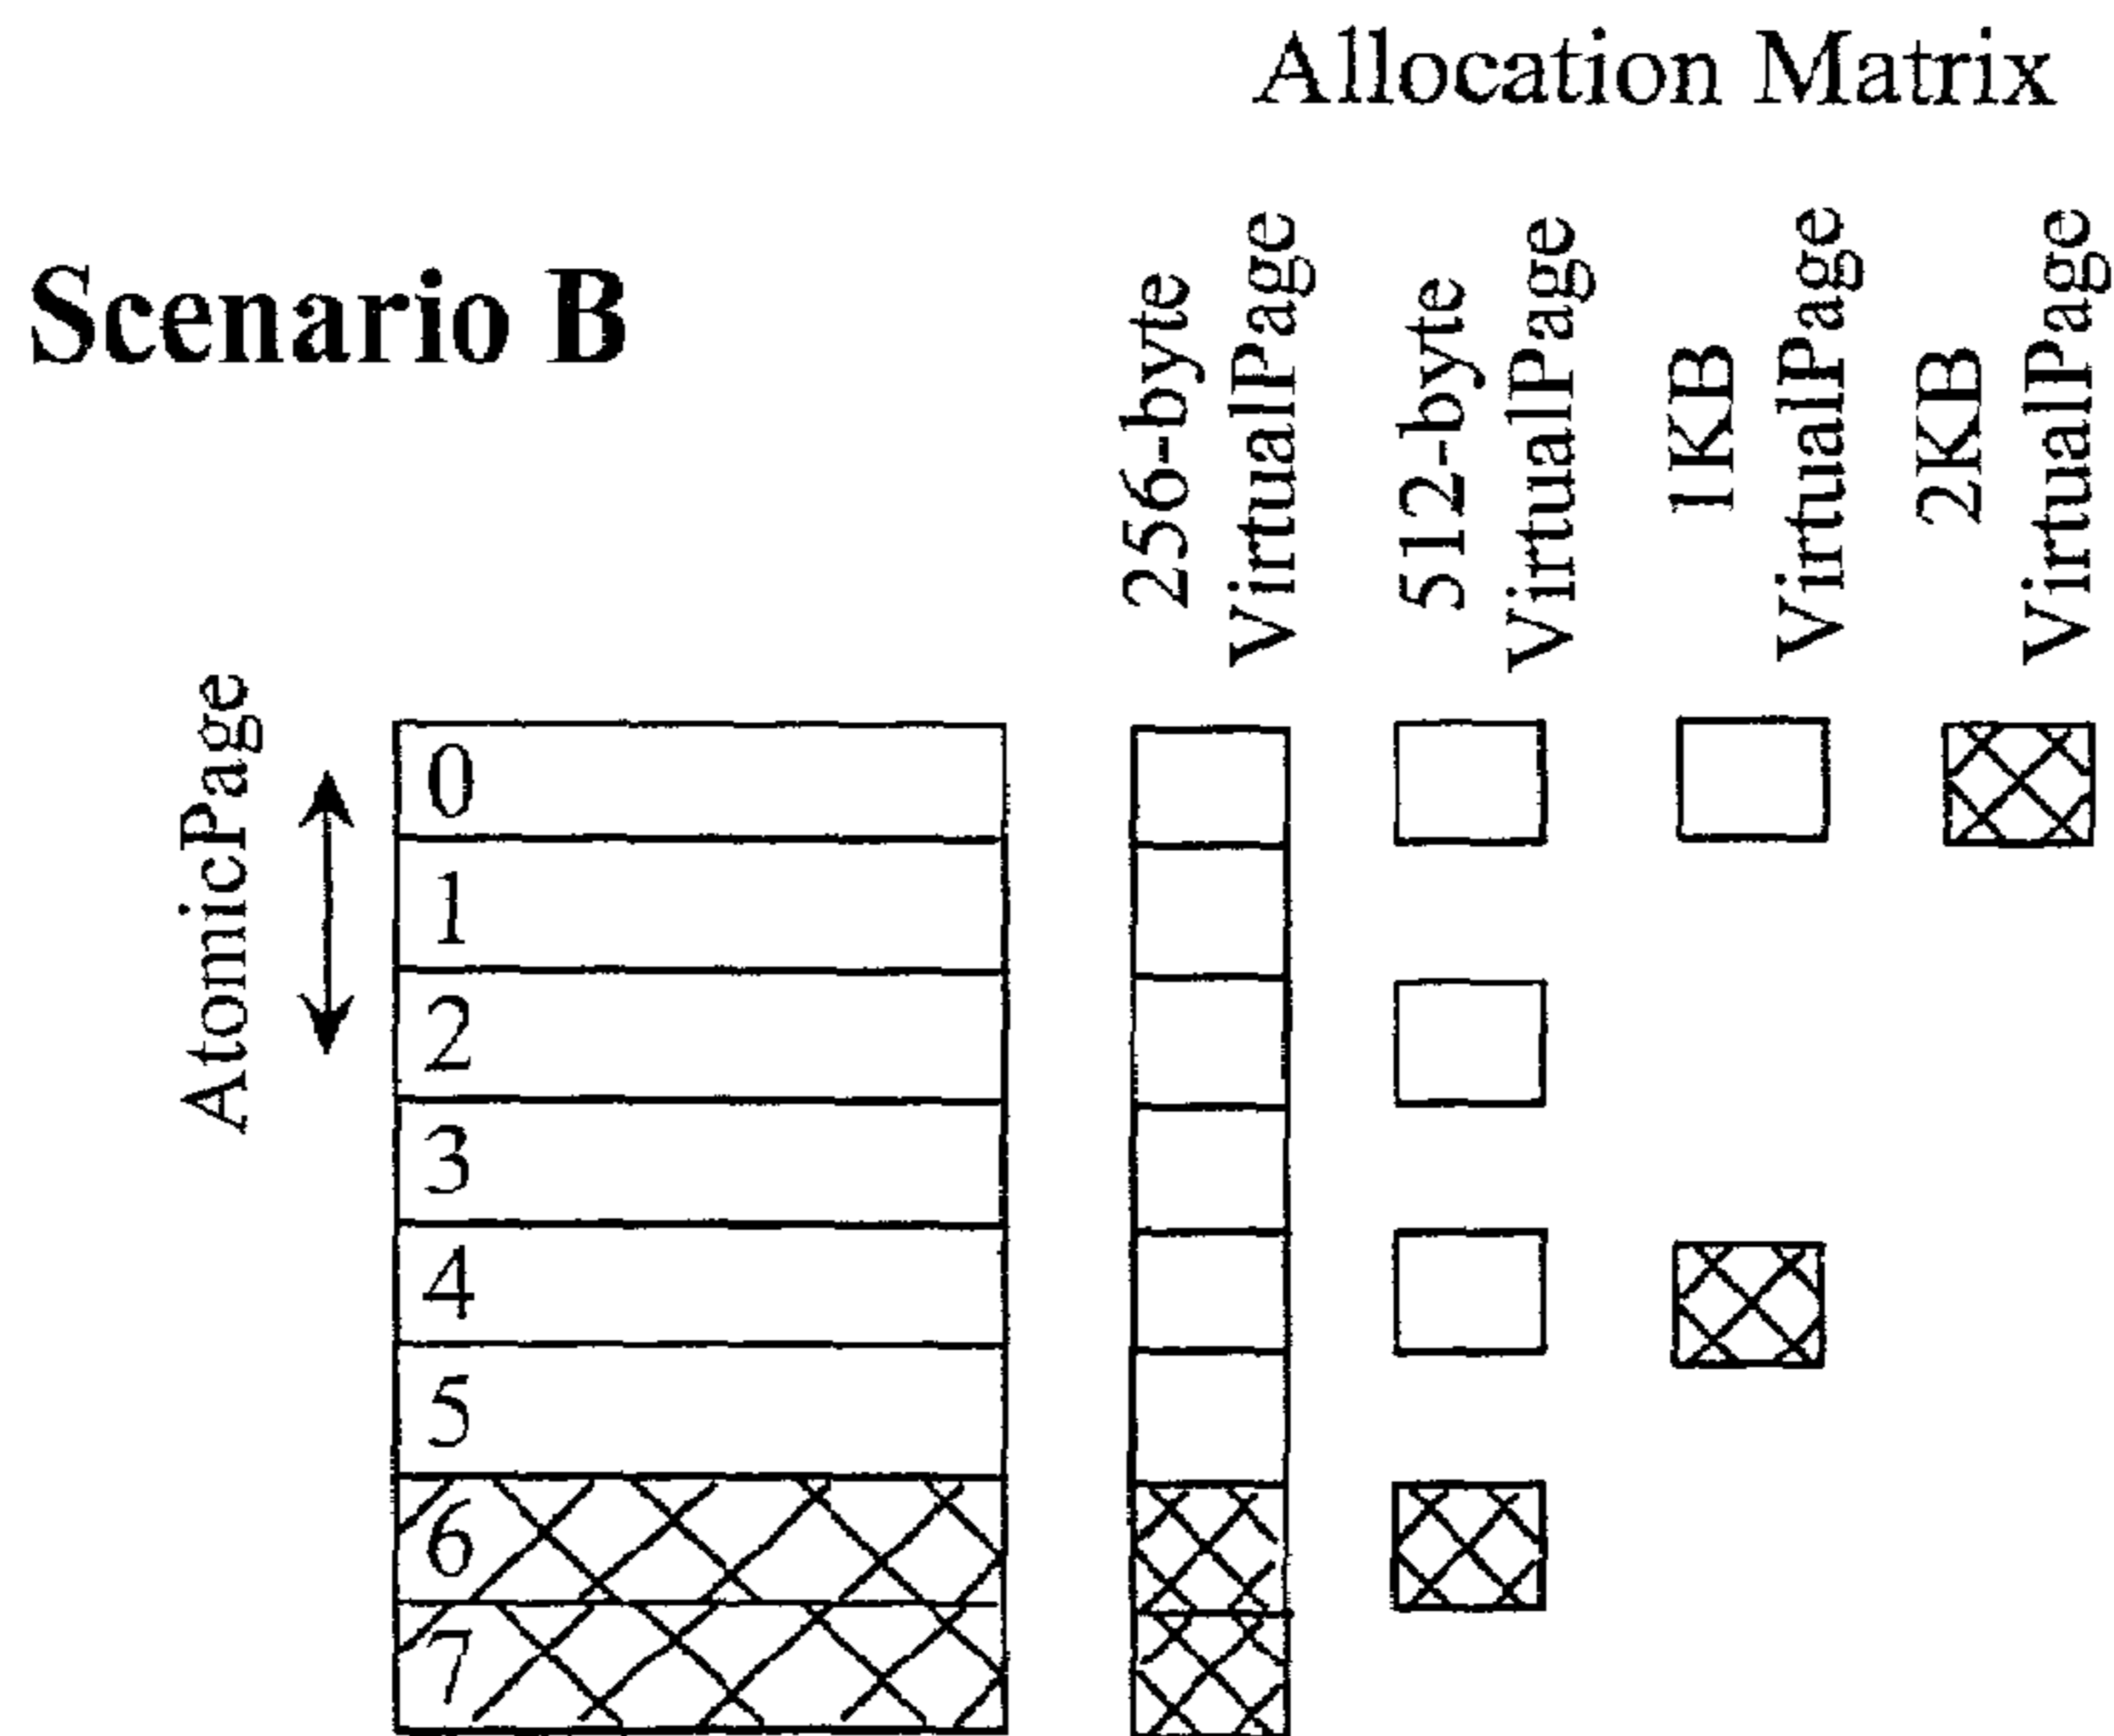 Allocation Matrix
Scenario B
256-byte
VirtualPage
512-byte
VirtualPage
1KB
VirtualPage
2KB
VirtualPage
AtomicPage
0
1
2
3
4
5
6
7